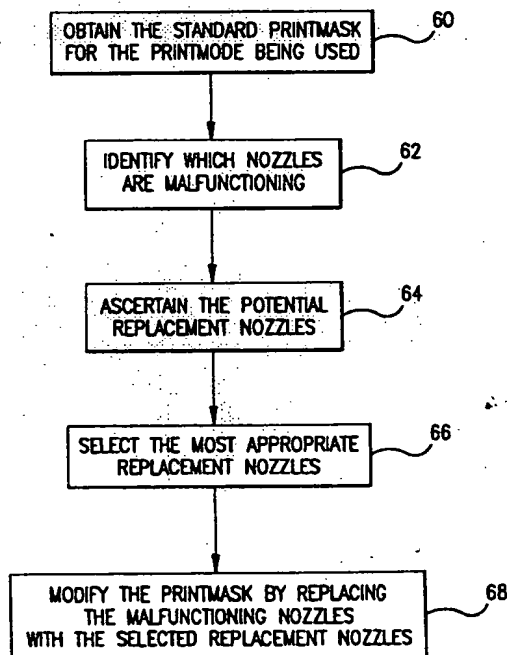 OBTAIN THE STANDARD PRINTMASK
FOR THE PRINTMODE BEING USED
60
IDENTIFY WHICH NOZZLES
ARE MALFUNCTIONING
62
ASCERTAIN THE POTENTIAL
REPLACEMENT NOZZLES
64
SELECT THE MOST APPROPRIATE
REPLACEMENT NOZZLES
66
MODIFY THE PRINTMASK BY REPLACING
THE MALFUNCTIONING NOZZLES
WITH THE SELECTED REPLACEMENT NOZZLES
68